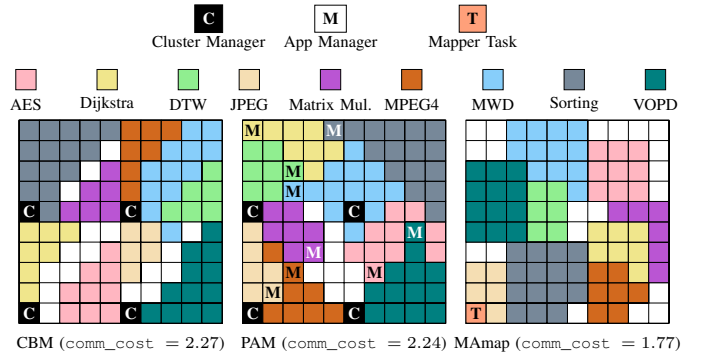 C M T
Cluster Manager App Manager Mapper Task
AES Dijkstra DTW JPEG Matrix Mul. MPEG4 MWD Sorting VOPD
M M
M
M
C C C C
M
M
M M
M
C C C C T
CBM (comm_cost = 2.27) PAM (comm_cost = 2.24) MAmap (comm_cost = 1.77)